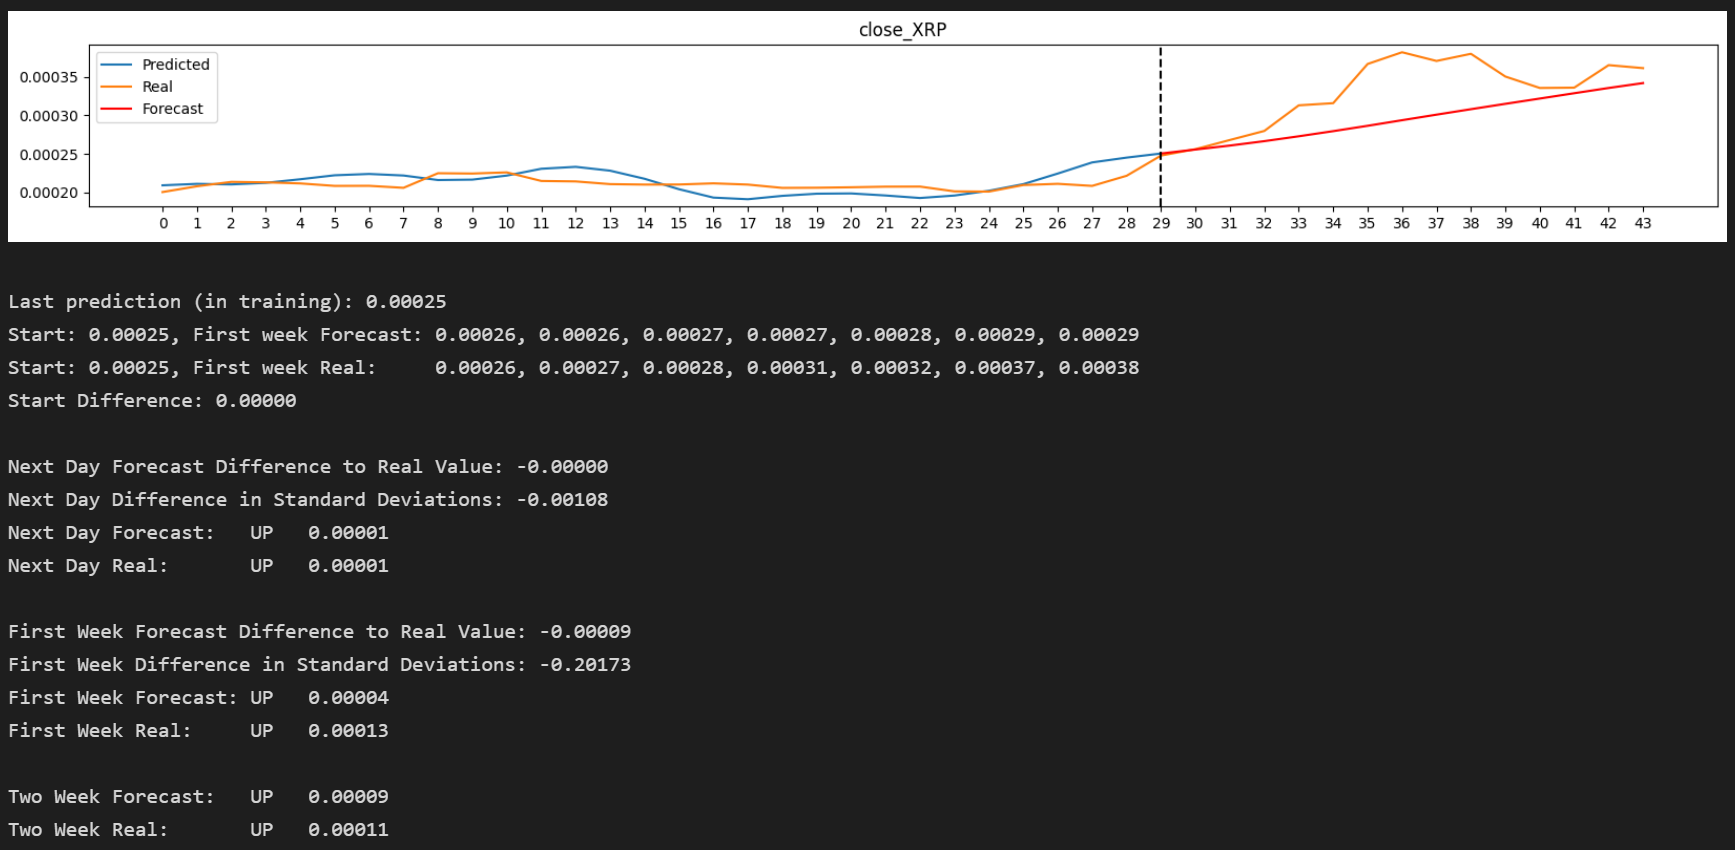 close_XRP
Predicted
Real
Forecast
0.00035
0.00030
0.00025
0.00020
0 1 2 3 4 5 6 7 8 9 10 11 12 13 14 15 16 17 18 19 20 21 22 23 24 25 26 27 28 29 30 31 32 33 34 35 36 37 38 39 40 41 42 43
Last prediction (in training): 0.00025
Start: 0.00025, First week Forecast: 0.00026, 0.00026, 0.00027, 0.00027, 0.00028, 0.00029, 0.00029
Start: 0.00025, First week Real:     0.00026, 0.00027, 0.00028, 0.00031, 0.00032, 0.00037, 0.00038
Start Difference: 0.00000
Next Day Forecast Difference to Real Value: -0.00000
Next Day Difference in Standard Deviations: -0.00108
Next Day Forecast:   UP   0.00001
Next Day Real:       UP   0.00001
First Week Forecast Difference to Real Value: -0.00009
First Week Difference in Standard Deviations: -0.20173
First Week Forecast: UP   0.00004
First Week Real:     UP   0.00013
Two Week Forecast:   UP   0.00009
Two Week Real:       UP   0.00011